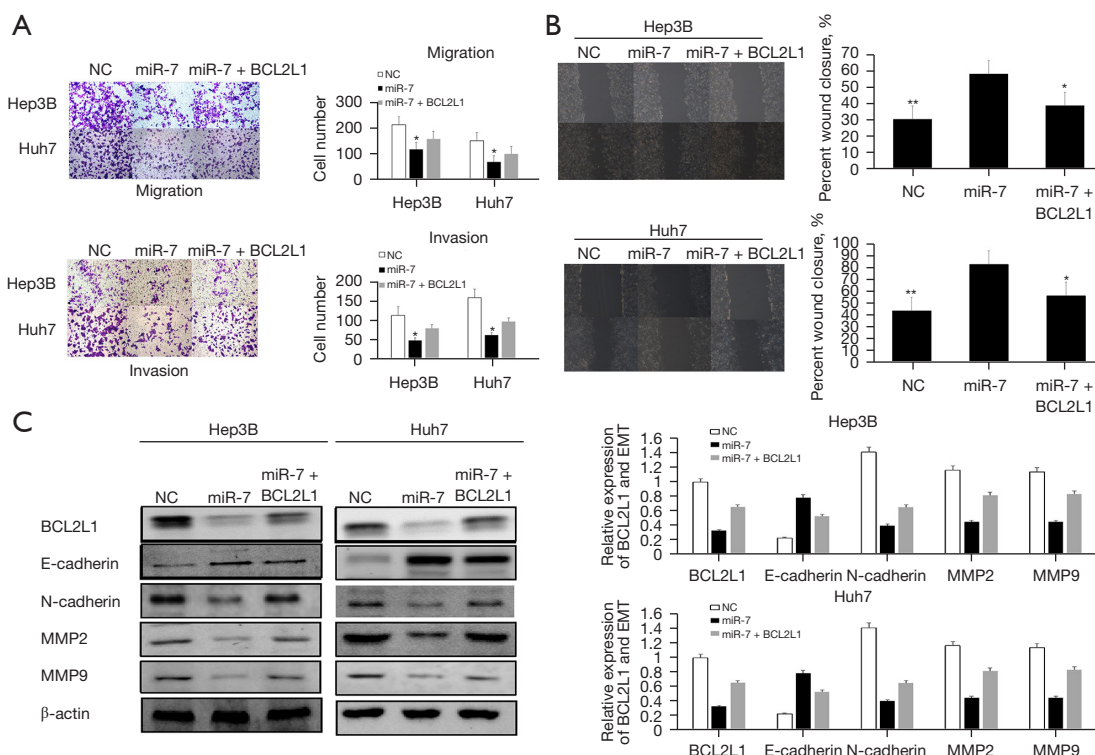 A
NC miR-7 miR-7 + BCL2L1
Hep3B
Huh7
Migration
Migration
NC
miR-7
miR-7 + BCL2L1
Cell number
300
200
100
0
*
*
Hep3B Huh7
NC miR-7 miR-7 + BCL2L1
Hep3B
Huh7
Invasion
Invasion
NC
miR-7
miR-7 + BCL2L1
Cell number
200
150
100
50
0
*
*
Hep3B Huh7
B
Hep3B
NC miR-7 miR-7 + BCL2L1
Percent wound closure, %
70
60
50
40
30
20
10
0
**
*
NC miR-7 miR-7 +
BCL2L1
Huh7
NC miR-7 miR-7 + BCL2L1
Percent wound closure, %
100
90
80
70
60
50
40
30
20
10
0
**
*
NC miR-7 miR-7 +
BCL2L1
C
Hep3B Huh7
NC miR-7 miR-7 +
BCL2L1
NC miR-7 miR-7 +
BCL2L1
BCL2L1
E-cadherin
N-cadherin
MMP2
MMP9
β-actin
Hep3B
NC
miR-7
miR-7 + BCL2L1
Relative expression
of BCL2L1 and EMT
1.6
1.4
1.2
1
0.8
0.6
0.4
0.2
0
BCL2L1 E-cadherin N-cadherin MMP2 MMP9
Huh7
NC
miR-7
miR-7 + BCL2L1
Relative expression
of BCL2L1 and EMT
1.6
1.4
1.2
1
0.8
0.6
0.4
0.2
0
BCL2L1 E-cadherin N-cadherin MMP2 MMP9